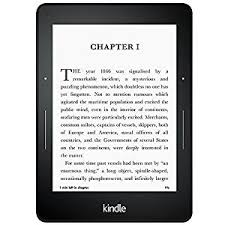 CHAPTER I
THE year 1866 was signalised by a
remarkable incident, a mysterious and
puzzling phenomenon, which doubtless no one has
yet forgotten. Not to mention rumours which
agitated the maritime population and excited the
public mind, even in the interior of continents,
seafaring men were particularly excited. Merchants,
common sailors, captains of vessels, skippers, both
of Europe and America, naval officers of all
countries, and the Governments of several states
on the two continents, were deeply interested in
the matter.
For some time past vessels had been met by "an
enormous thing," a long object, spindle-shaped,
occasionally phosphorescent, and infinitely larger
1 min left in chapter
kindle